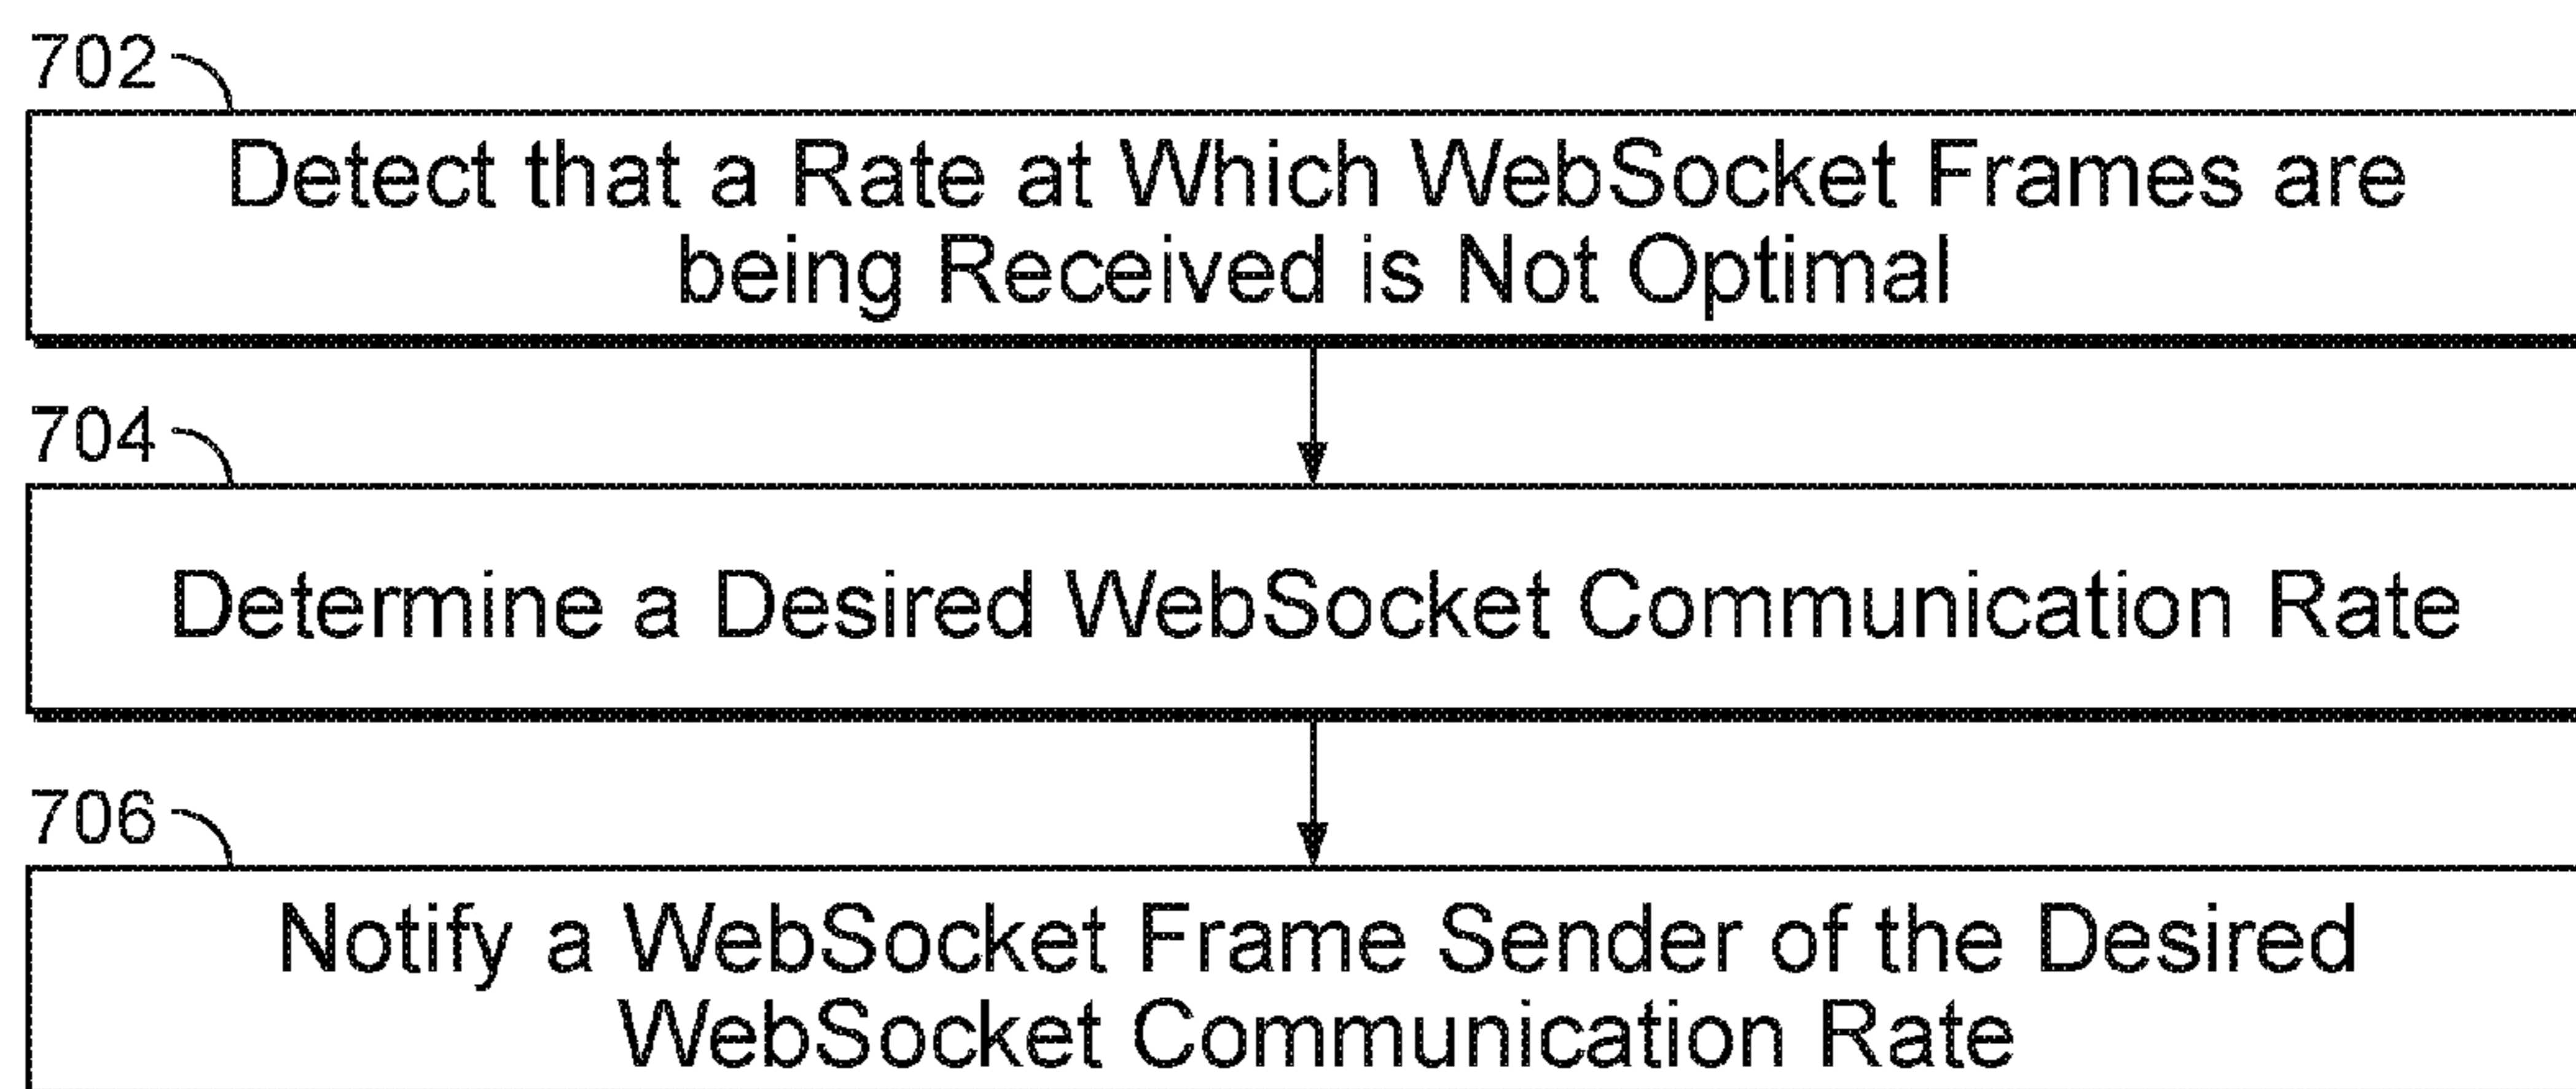 702
Detect that a Rate at Which WebSocket Frames are
being Received is Not Optimal
704
Determine a Desired WebSocket Communication Rate
706
Notify a WebSocket Frame Sender of the Desired
WebSocket Communication Rate